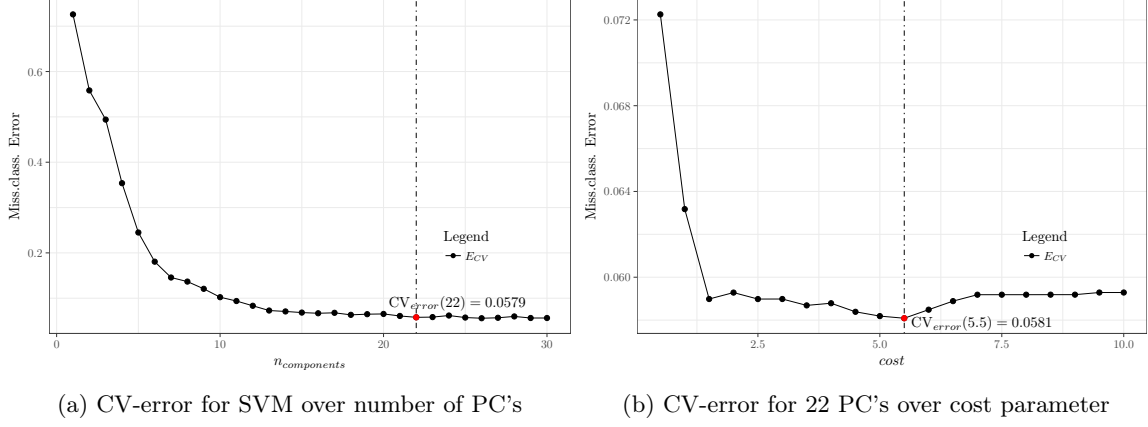 0.6
0.4
0.2
Miss.class. Error
Legend
E_CV
CV_error(22) = 0.0579
0
10
20
30
n_components
(a) CV-error for SVM over number of PC's
0.072
0.068
0.064
0.060
Miss.class. Error
Legend
E_CV
CV_error(5.5) = 0.0581
2.5
5.0
7.5
10.0
cost
(b) CV-error for 22 PC's over cost parameter